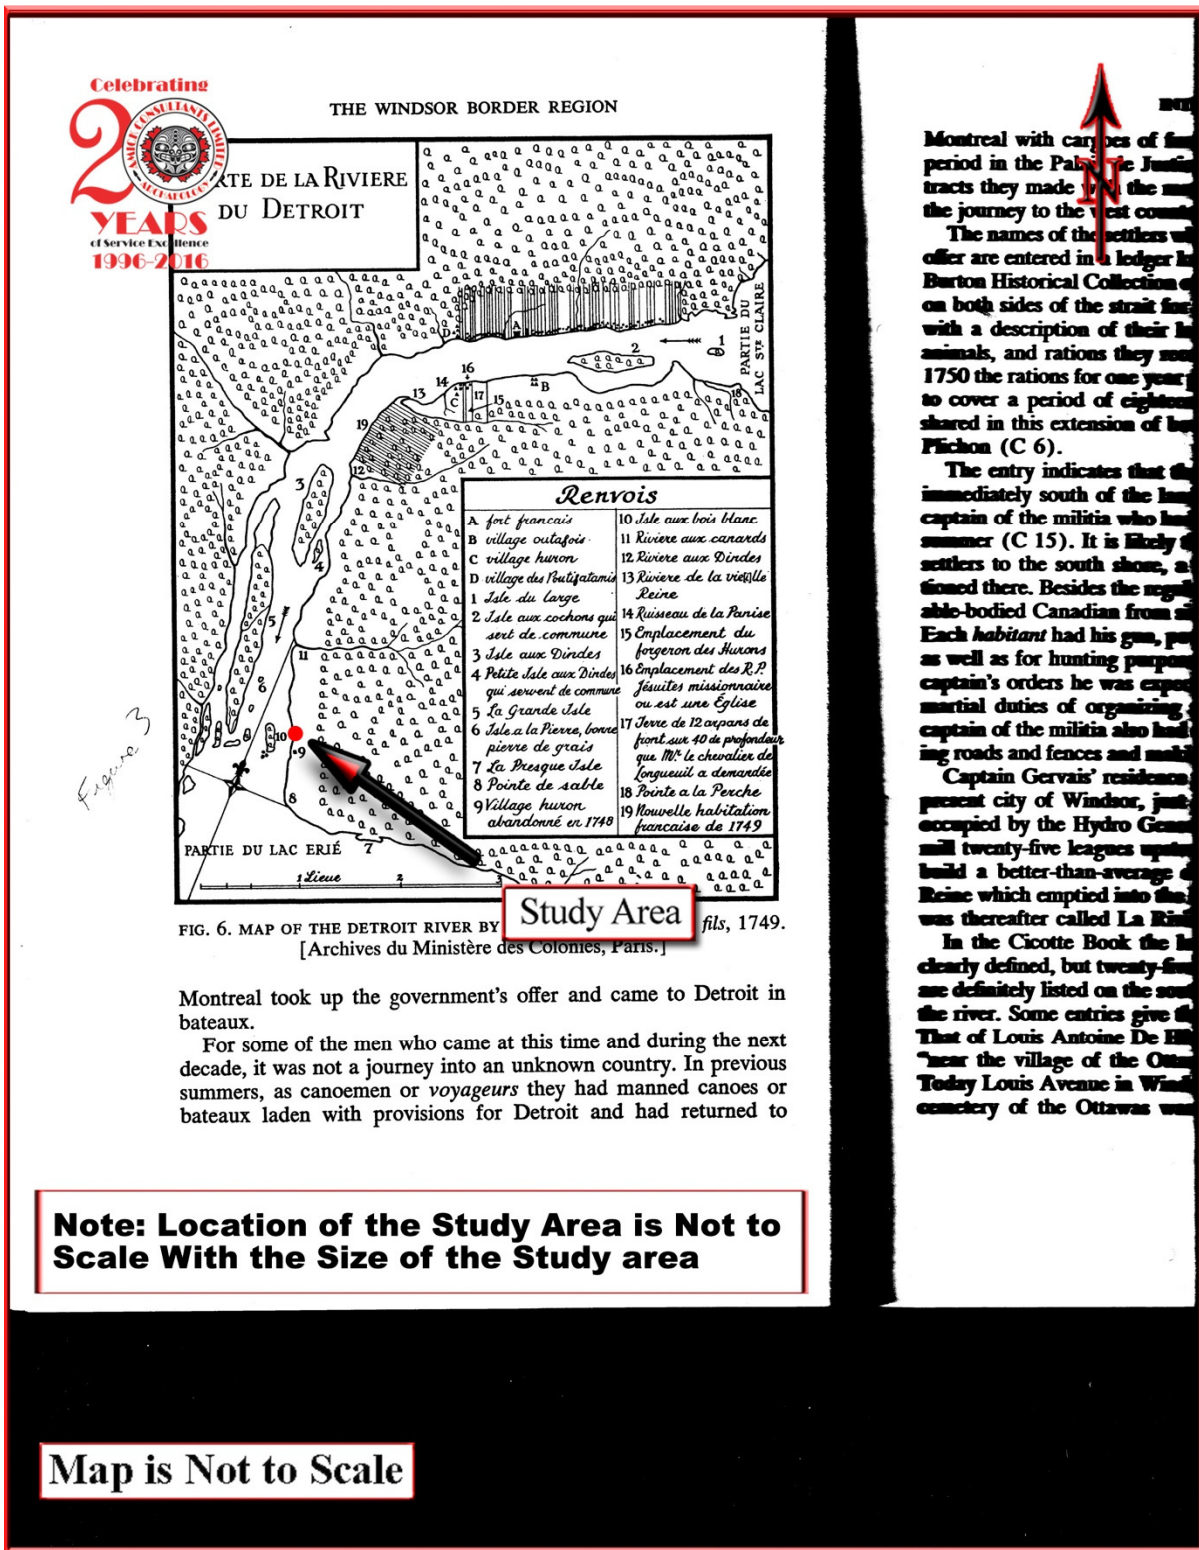 Celebrating
20
AMICK CONSULTANTS LIMITED
ARCHAEOLOGY
YEARS
of Service Excellence
1996-2016
THE WINDSOR BORDER REGION
RTE DE LA RIVIERE
DU DETROIT
PARTIE DU
LAC STE CLAIRE
PARTIE DU LAC ERIÉ
1 Lieue 2 3
Renvois
A fort francais
B village outafois
C village huron
D village des Poutifatamis
1 Isle du large
2 Isle aux cochons qui
sert de commune
3 Isle aux Dindes
4 Petite Isle aux Dindes
qui servent de commune
5 La Grande Isle
6 Isle a la Pierre, bonne
pierre de grais
7 La Presque Isle
8 Pointe de sable
9 Village huron
abandonné en 1748
10 Isle aux bois blanc
11 Riviere aux canards
12 Riviere aux Dindes
13 Riviere de la vieille
Reine
14 Ruisseau de la Panise
15 Emplacement du
forgeron des Hurons
16 Emplacement des R.P.
Jésuites missionnaire
ou est une Église
17 Terre de 12 arpans de
front sur 40 de profondeur
que Mr. le chevalier de
Longueuil a demandée
18 Pointe a la Perche
19 Nouvelle habitation
francaise de 1749
Figure 3
Study Area
FIG. 6. MAP OF THE DETROIT RIVER BY fils, 1749.
[Archives du Ministère des Colonies, Paris.]
Montreal took up the government's offer and came to Detroit in
bateaux.
For some of the men who came at this time and during the next
decade, it was not a journey into an unknown country. In previous
summers, as canoemen or voyageurs they had manned canoes or
bateaux laden with provisions for Detroit and had returned to
N
Montreal with cargoes of
period in the
tracts they made the
the journey to the west
The names of the settlers
offer are entered in a ledger
Burton Historical Collection
on both sides of the strait
with a description of their
animals, and rations they
1750 the rations for one year
to cover a period of
shared in this extension of
Plichon (C 6).
The entry indicates that
immediately south of the
captain of the militia who
summer (C 15). It is likely
settlers to the south shore,
tioned there. Besides the
able-bodied Canadian from
Each habitant had his gun,
as well as for hunting
captain's orders he was
martial duties of organizing
captain of the militia also had
ing roads and fences and
Captain Gervais' residence
present city of Windsor, just
occupied by the Hydro
mill twenty-five leagues
build a better-than-average
Reine which emptied into the
was thereafter called La
In the Cicotte Book the
clearly defined, but
are definitely listed on the
the river. Some entries give
That of Louis Antoine De
"near the village of the
Today Louis Avenue in
cemetery of the Ottawas
Note: Location of the Study Area is Not to
Scale With the Size of the Study area
Map is Not to Scale